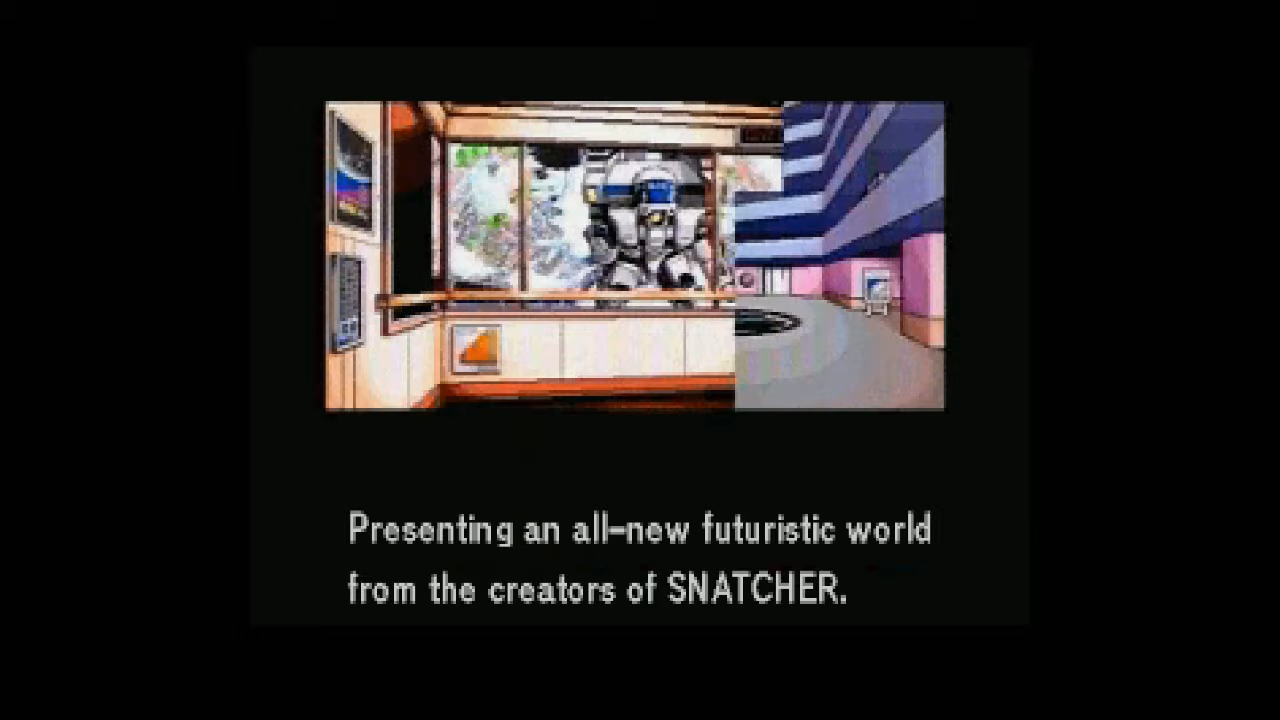 Presenting an all-new futuristic world
from the creators of SNATCHER.